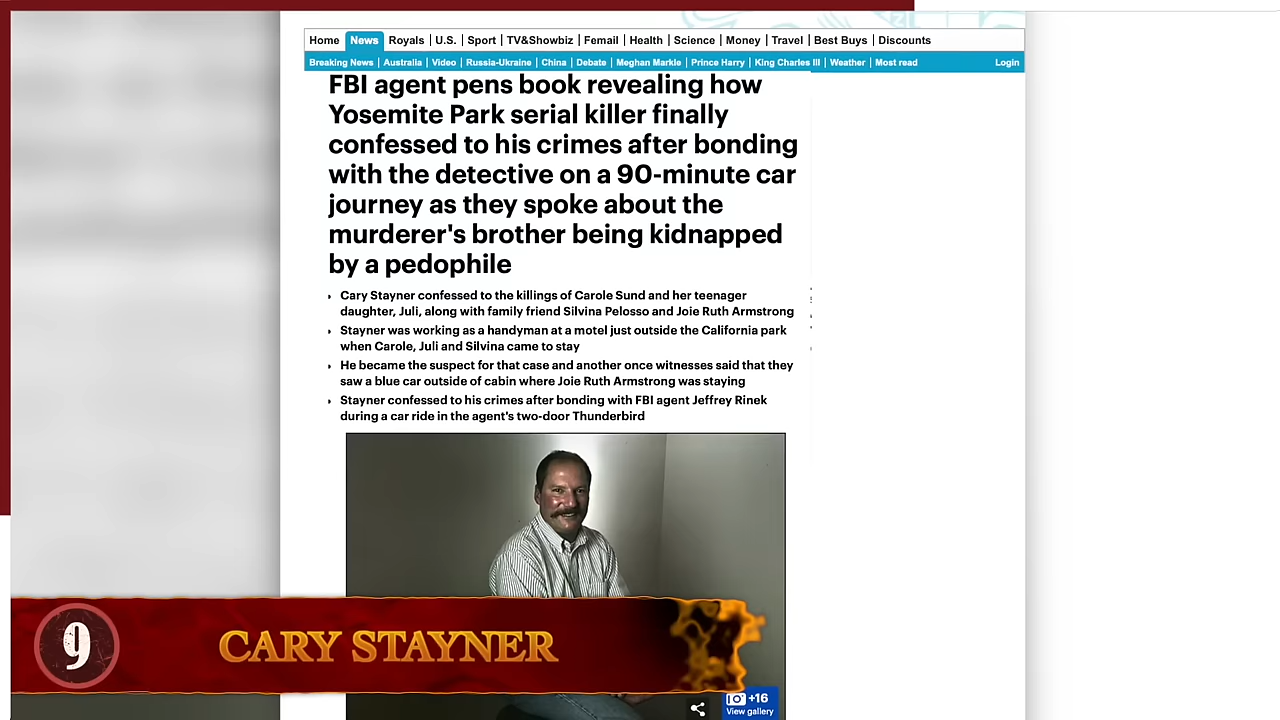 Home News Royals U.S. Sport TV&Showbiz Femail Health Science Money Travel Best Buys Discounts
Breaking News Australia Video Russia-Ukraine China Debate Meghan Markle Prince Harry King Charles III Weather Most read Login
FBI agent pens book revealing how
Yosemite Park serial killer finally
confessed to his crimes after bonding
with the detective on a 90-minute car
journey as they spoke about the
murderer's brother being kidnapped
by a pedophile
Cary Stayner confessed to the killings of Carole Sund and her teenager
daughter, Juli, along with family friend Silvina Pelosso and Joie Ruth Armstrong
Stayner was working as a handyman at a motel just outside the California park
when Carole, Juli and Silvina came to stay
He became the suspect for that case and another once witnesses said that they
saw a blue car outside of cabin where Joie Ruth Armstrong was staying
Stayner confessed to his crimes after bonding with FBI agent Jeffrey Rinek
during a car ride in the agent's two-door Thunderbird
9 CARY STAYNER
+16
View gallery